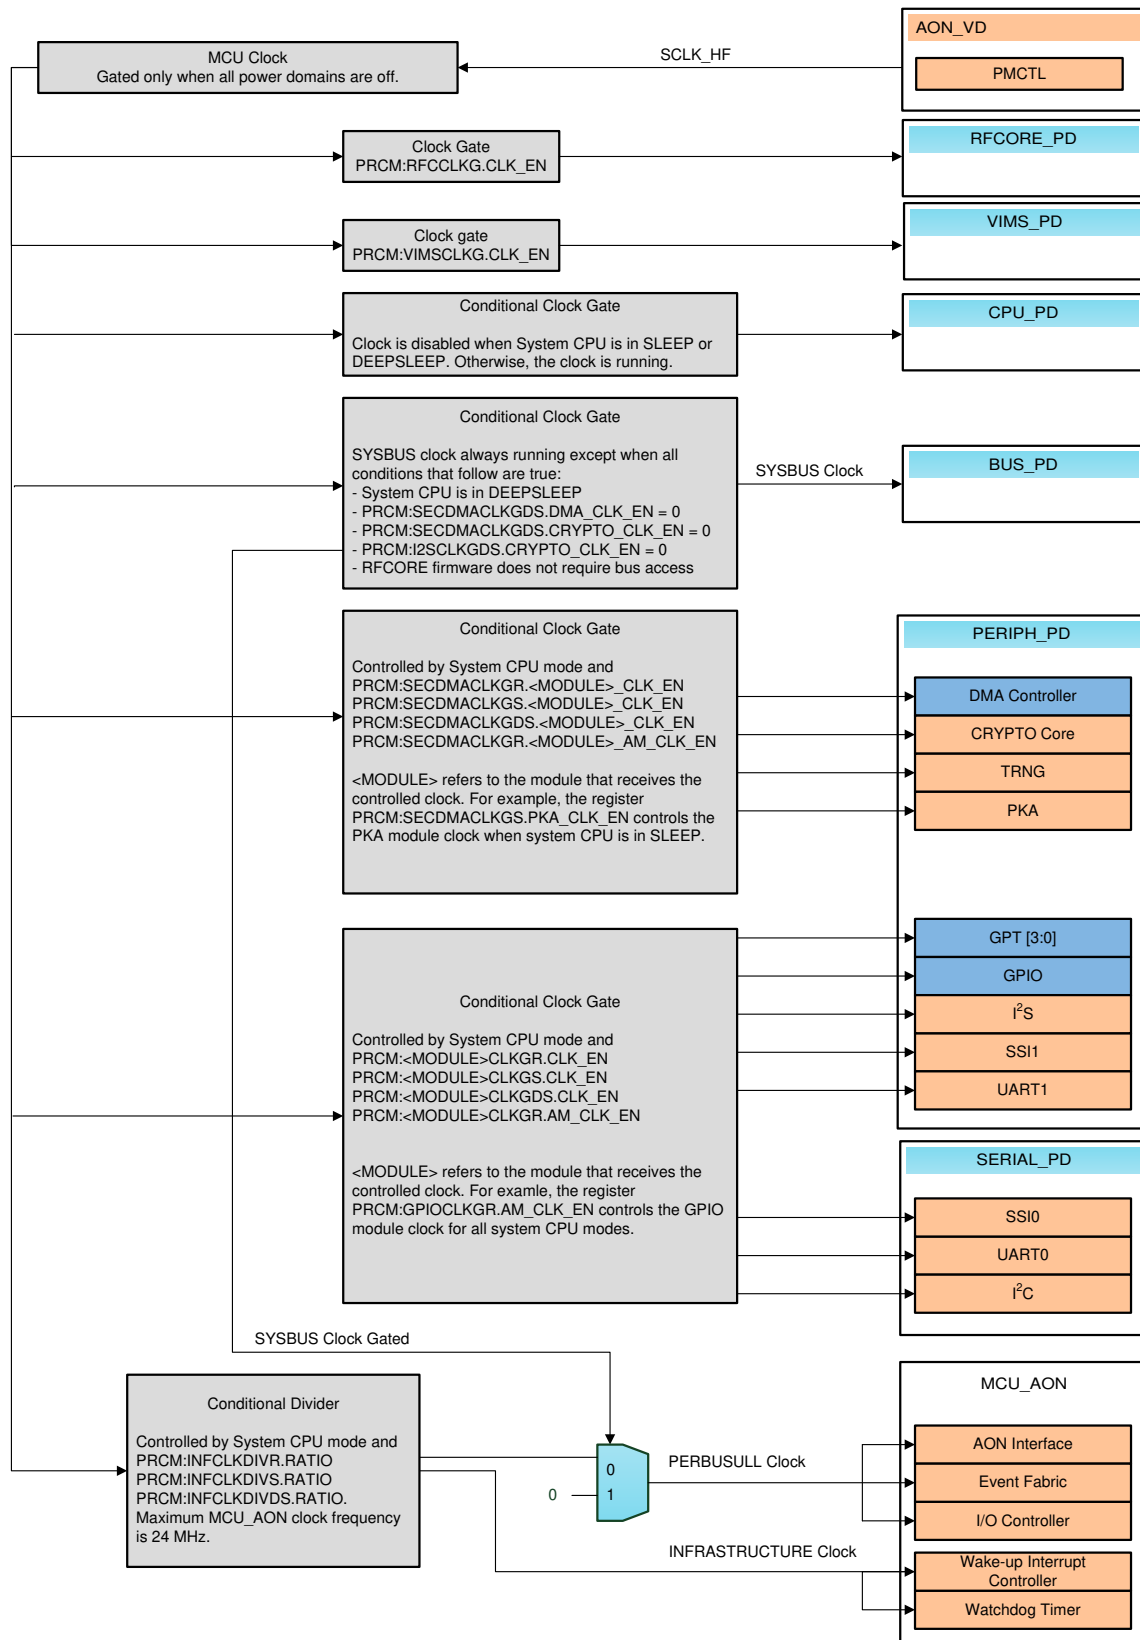 AON_VD
PMCTL
SCLK_HF
MCU Clock
Gated only when all power domains are off.
Clock Gate
PRCM:RFCCLKG.CLK_EN
RFCORE_PD
Clock gate
PRCM:VIMSCLKG.CLK_EN
VIMS_PD
Conditional Clock Gate
Clock is disabled when System CPU is in SLEEP or
DEEPSLEEP. Otherwise, the clock is running.
CPU_PD
Conditional Clock Gate
SYSBUS clock always running except when all
conditions that follow are true:
- System CPU is in DEEPSLEEP
- PRCM:SECDMACLKGDS.DMA_CLK_EN = 0
- PRCM:SECDMACLKGDS.CRYPTO_CLK_EN = 0
- PRCM:I2SCLKGDS.CRYPTO_CLK_EN = 0
- RFCORE firmware does not require bus access
SYSBUS Clock
BUS_PD
Conditional Clock Gate
Controlled by System CPU mode and
PRCM:SECDMACLKGR.<MODULE>_CLK_EN
PRCM:SECDMACLKGS.<MODULE>_CLK_EN
PRCM:SECDMACLKGDS.<MODULE>_CLK_EN
PRCM:SECDMACLKGR.<MODULE>_AM_CLK_EN
<MODULE> refers to the module that receives the
controlled clock. For example, the register
PRCM:SECDMACLKGS.PKA_CLK_EN controls the
PKA module clock when system CPU is in SLEEP.
PERIPH_PD
DMA Controller
CRYPTO Core
TRNG
PKA
GPT [3:0]
GPIO
I²S
SSI1
UART1
Conditional Clock Gate
Controlled by System CPU mode and
PRCM:<MODULE>CLKGR.CLK_EN
PRCM:<MODULE>CLKGS.CLK_EN
PRCM:<MODULE>CLKGDS.CLK_EN
PRCM:<MODULE>CLKGR.AM_CLK_EN
<MODULE> refers to the module that receives the
controlled clock. For examle, the register
PRCM:GPIOCLKGR.AM_CLK_EN controls the GPIO
module clock for all system CPU modes.
SERIAL_PD
SSI0
UART0
I²C
SYSBUS Clock Gated
Conditional Divider
Controlled by System CPU mode and
PRCM:INFCLKDIVR.RATIO
PRCM:INFCLKDIVS.RATIO
PRCM:INFCLKDIVDS.RATIO.
Maximum MCU_AON clock frequency
is 24 MHz.
0
0
1
PERBUSULL Clock
INFRASTRUCTURE Clock
MCU_AON
AON Interface
Event Fabric
I/O Controller
Wake-up Interrupt
Controller
Watchdog Timer